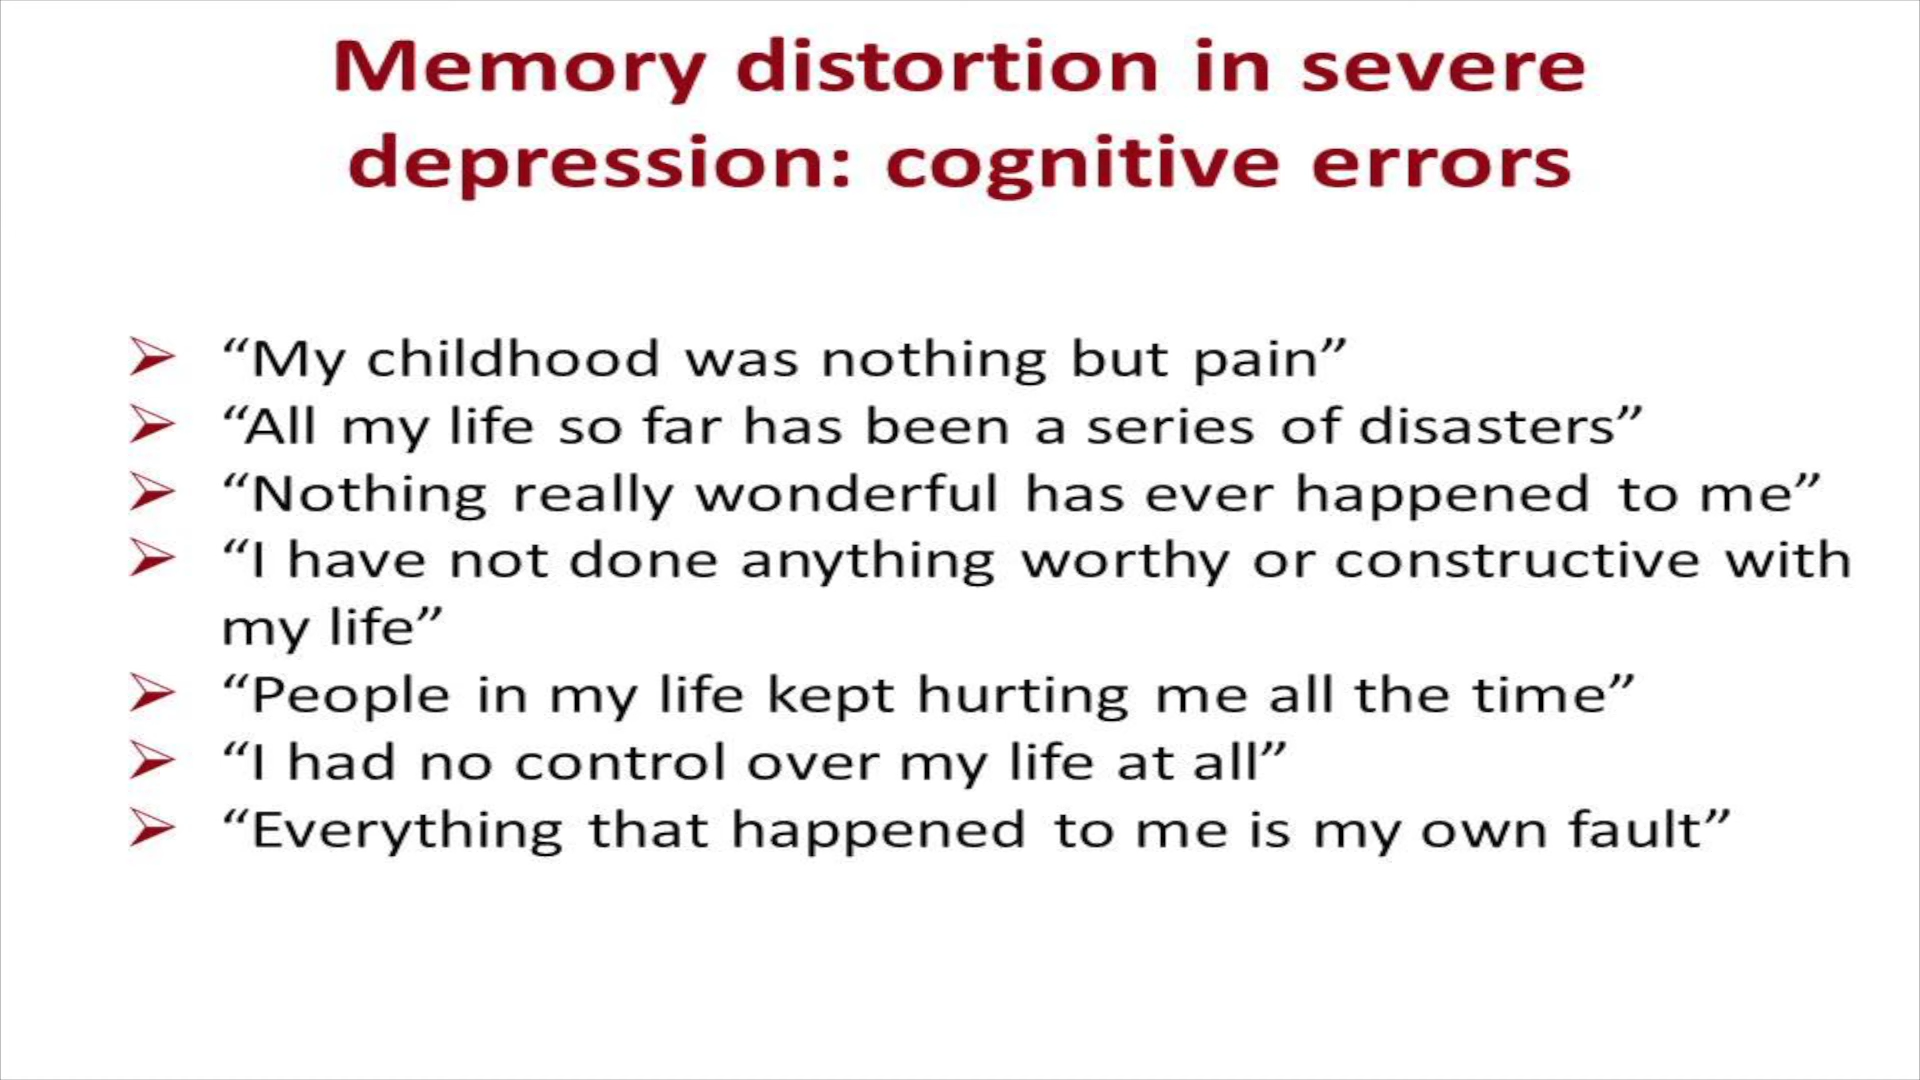 Memory distortion in severe
depression: cognitive errors
➢ “My childhood was nothing but pain”
➢ “All my life so far has been a series of disasters”
➢ “Nothing really wonderful has ever happened to me”
➢ “I have not done anything worthy or constructive with
my life”
➢ “People in my life kept hurting me all the time”
➢ “I had no control over my life at all”
➢ “Everything that happened to me is my own fault”